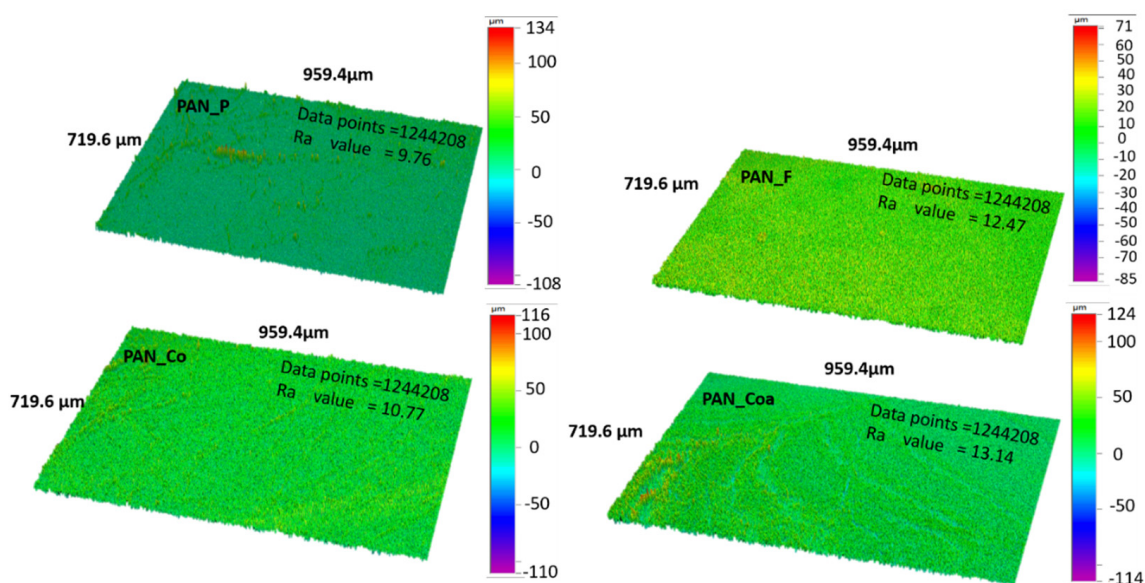 µm
134
100
50
0
-50
-108
959.4µm
719.6 µm
PAN_P
Data points =1244208
Ra value = 9.76
µm
71
60
50
40
30
20
10
0
-10
-20
-30
-40
-50
-60
-70
-85
959.4µm
719.6 µm
PAN_F
Data points =1244208
Ra value = 12.47
µm
116
100
50
0
-50
-110
959.4µm
719.6 µm
PAN_Co
Data points =1244208
Ra value = 10.77
µm
124
100
50
0
-50
-114
959.4µm
719.6 µm
PAN_Coa
Data points =1244208
Ra value = 13.14